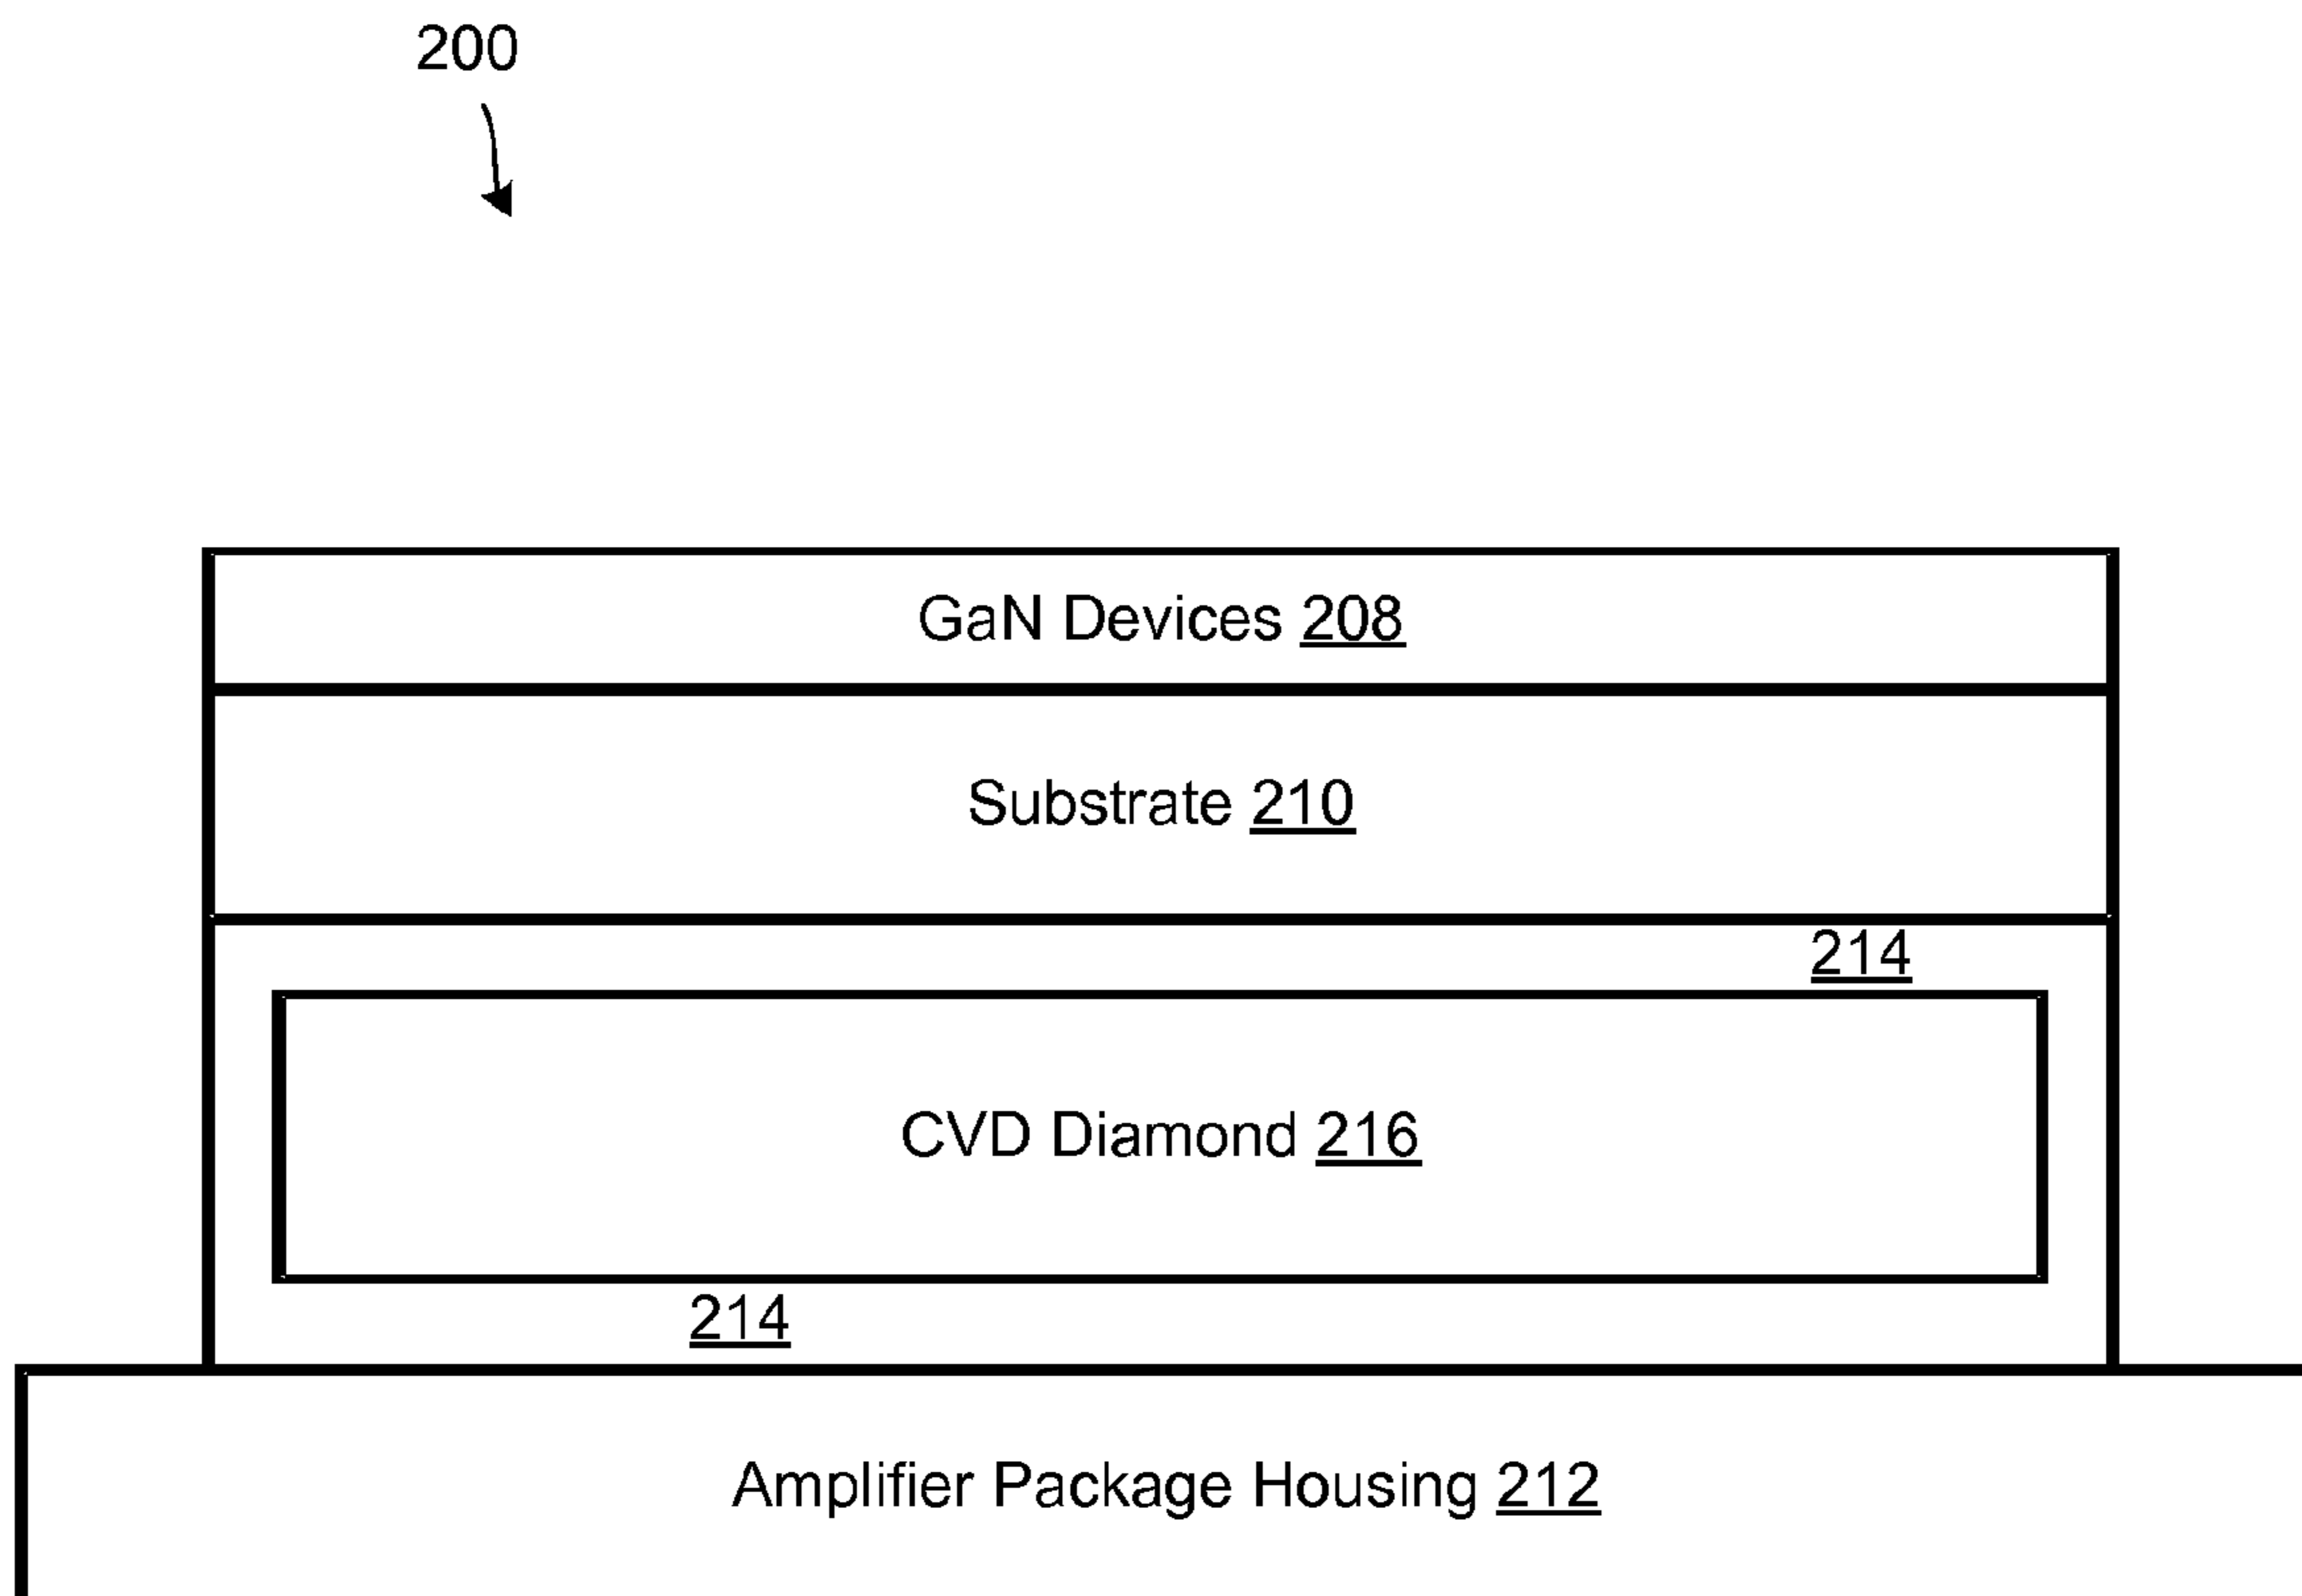 200
GaN Devices 208
Substrate 210
214
CVD Diamond 216
214
Amplifier Package Housing 212